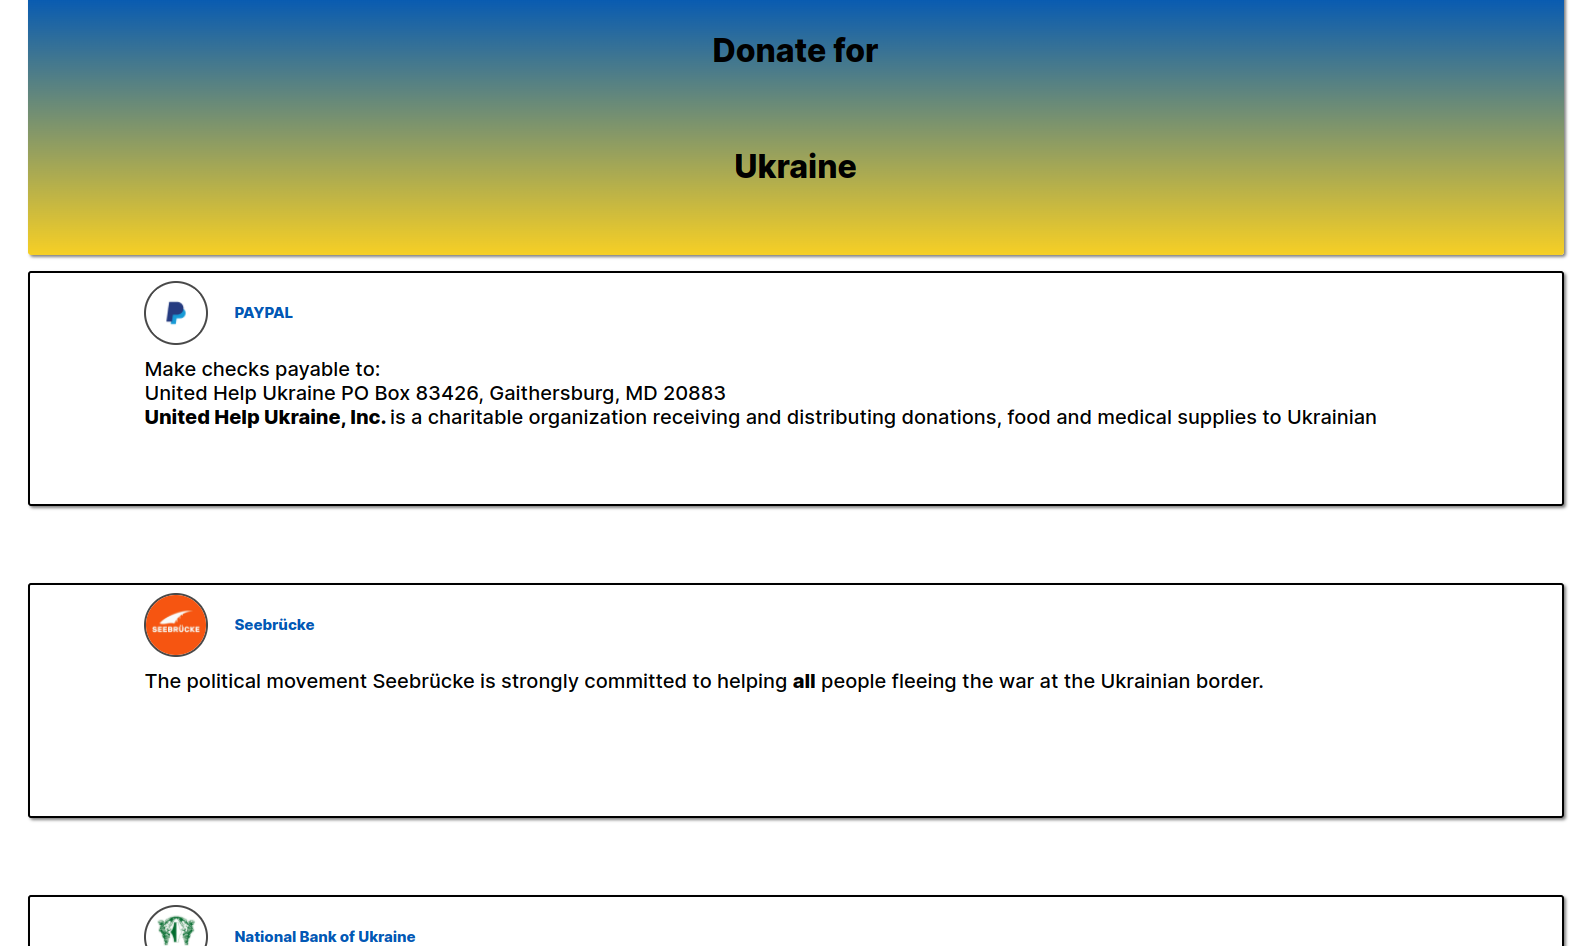 Donate for
Ukraine
PAYPAL
Make checks payable to:
United Help Ukraine PO Box 83426, Gaithersburg, MD 20883
United Help Ukraine, Inc. is a charitable organization receiving and distributing donations, food and medical supplies to Ukrainian
SEEBRÜCKE
Seebrücke
The political movement Seebrücke is strongly committed to helping all people fleeing the war at the Ukrainian border.
National Bank of Ukraine